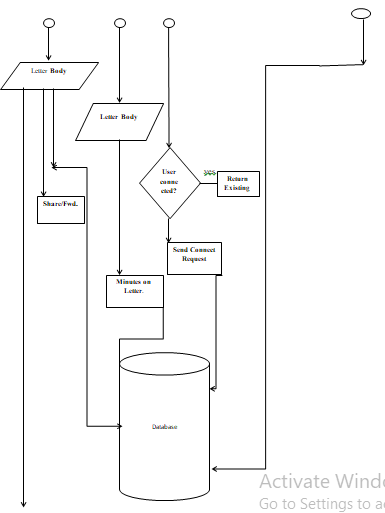 Letter Body
Letter Body
User
conne
cted?
yes
Return
Existing
Share/Fwd.
Send Connect
Request
Minutes on
Letter.
Database
Activate Windo
Go to Settings to a